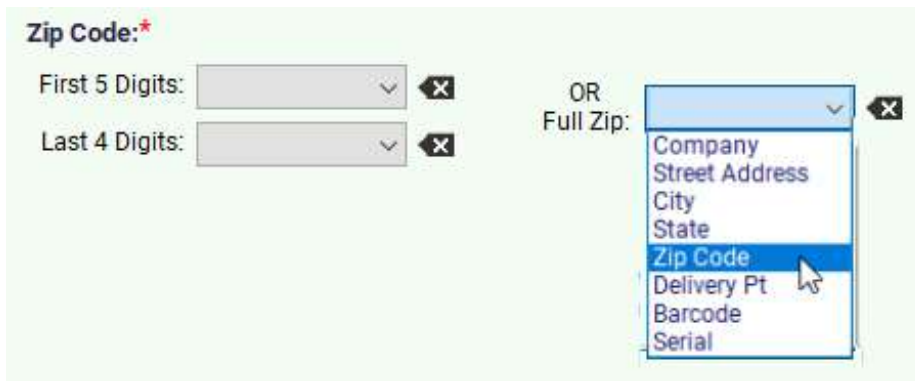 Zip Code:*
First 5 Digits:
Last 4 Digits:
OR
Full Zip:
Company
Street Address
City
State
Zip Code
Delivery Pt
Barcode
Serial